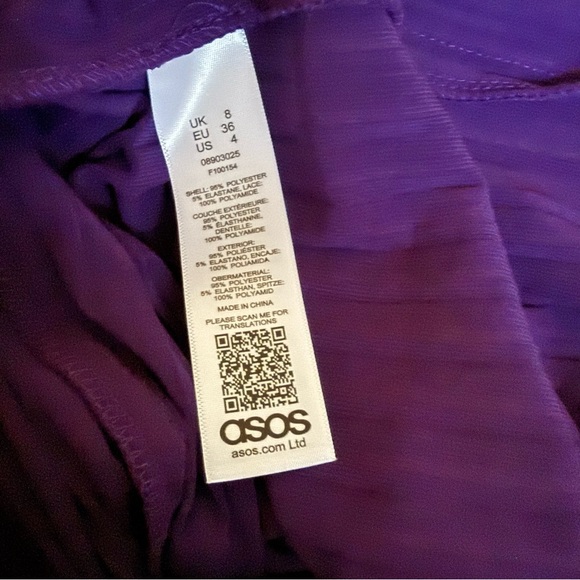 UK 8
EU 36
US 4
08903025
F100154
SHELL: 95% POLYESTER
5% ELASTANE, LACE:
100% POLYAMIDE
COUCHE EXTÉRIEURE:
95% POLYESTER
5% ÉLASTHANNE,
DENTELLE:
100% POLYAMIDE
EXTERIOR:
95% POLIÉSTER
5% ELASTANO, ENCAJE:
100% POLIAMIDA
OBERMATERIAL:
95% POLYESTER
5% ELASTHAN, SPITZE:
100% POLYAMID
MADE IN CHINA
PLEASE SCAN ME FOR
TRANSLATIONS
asos
asos.com Ltd